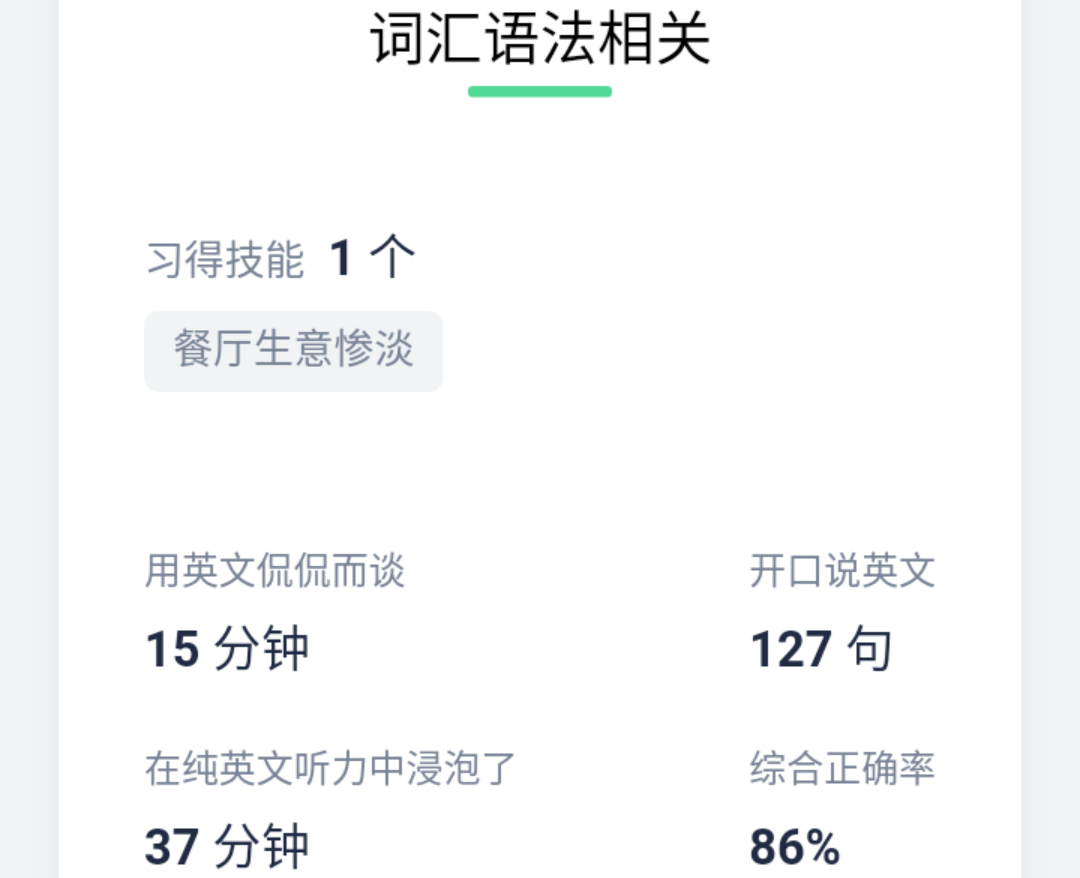 词汇语法相关
习得技能 1 个
餐厅生意惨淡
用英文侃侃而谈 开口说英文
15 分钟 127 句
在纯英文听力中浸泡了 综合正确率
37 分钟 86%